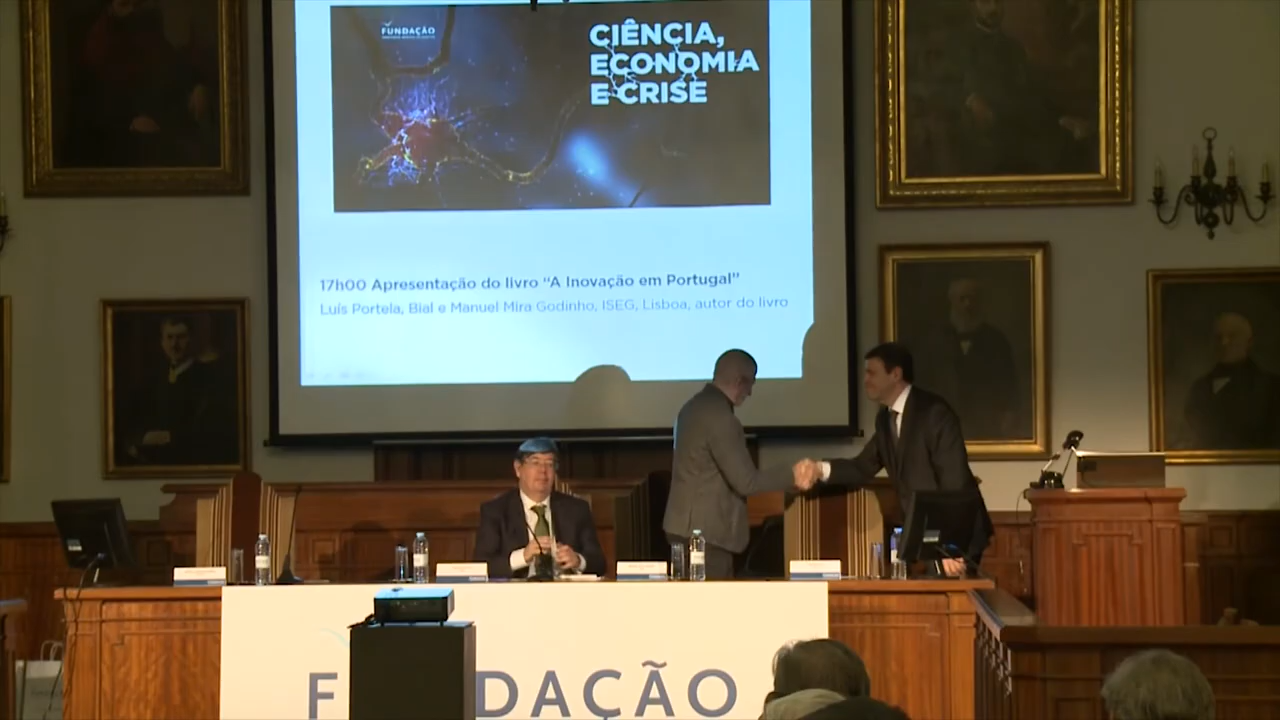 FUNDAÇÃO
CIÊNCIA,
ECONOMIA
E CRISE
17h00 Apresentação do livro “A Inovação em Portugal”
Luís Portela, Bial e Manuel Mira Godinho, ISEG, Lisboa, autor do livro
F DAÇÃO